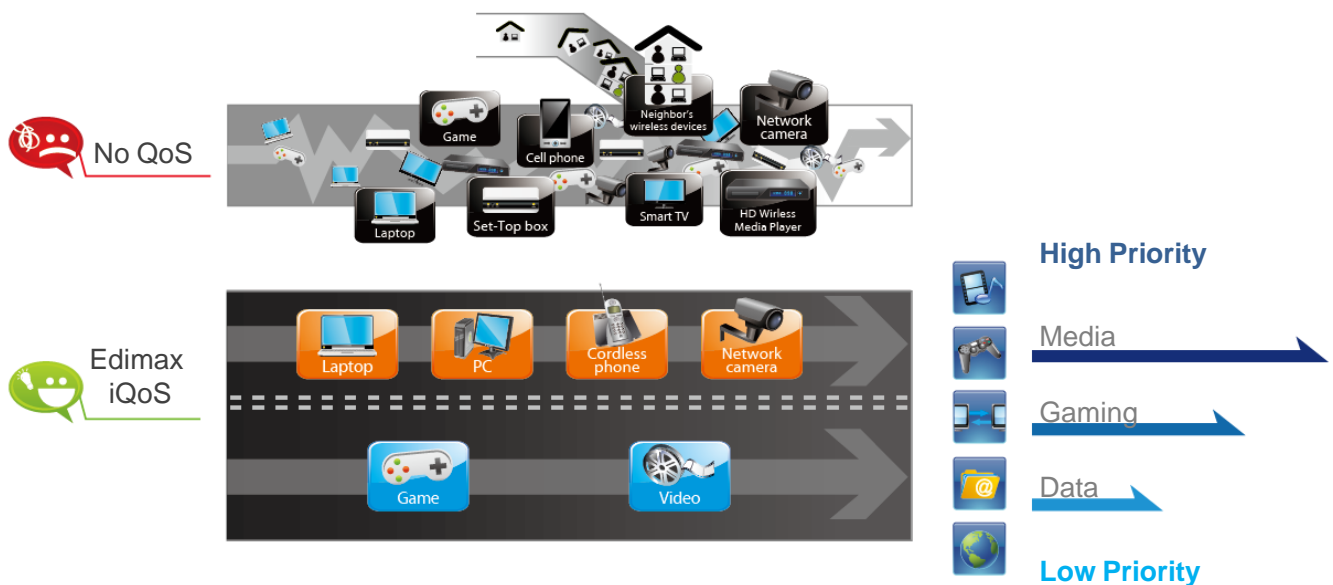 No QoS
Game
Cell phone
Neighbor's
wireless devices
Network
camera
Laptop
Set-Top box
Smart TV
HD Wirless
Media Player
Edimax
iQoS
Laptop
PC
Cordless
phone
Network
camera
Game
Video
High Priority
Media
Gaming
@
Data
Low Priority